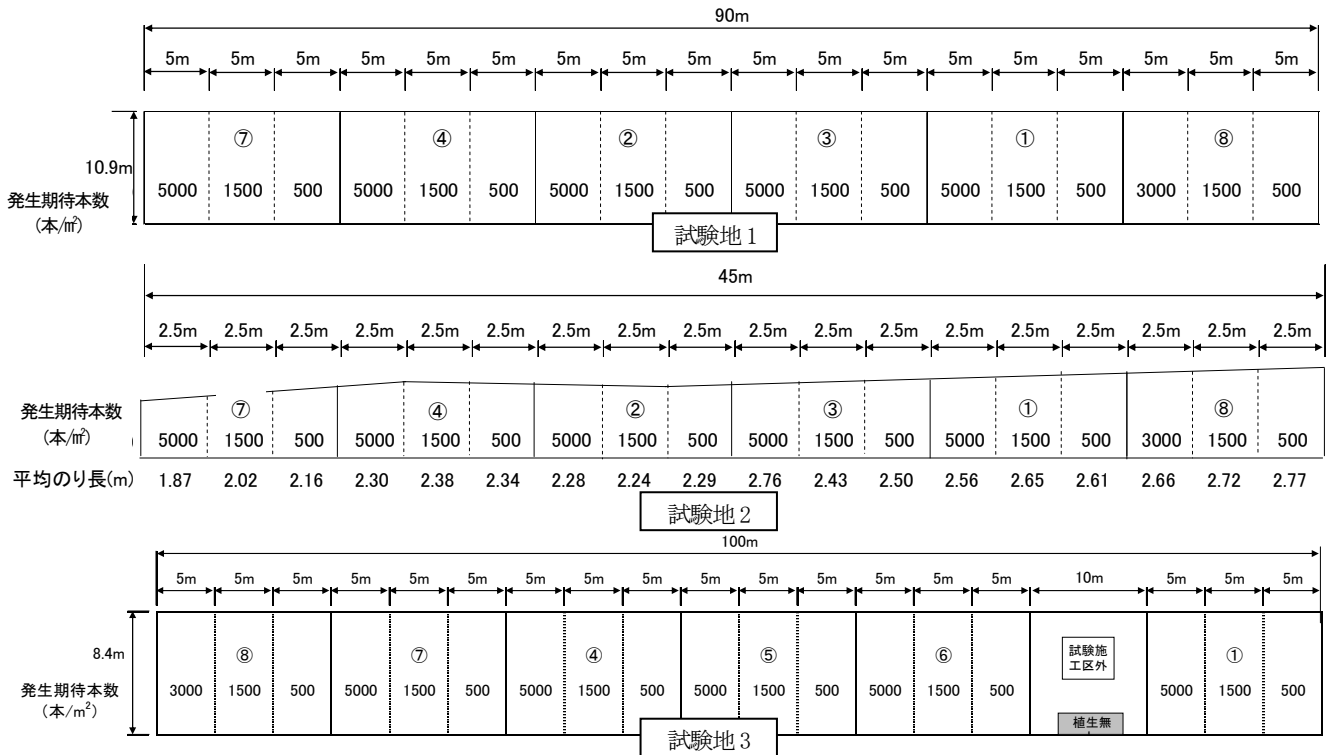 90m
5m 5m 5m 5m 5m 5m 5m 5m 5m 5m 5m 5m 5m 5m 5m 5m 5m 5m
⑦ ④ ② ③ ① ⑧
10.9m
5000 1500 500 5000 1500 500 5000 1500 500 5000 1500 500 5000 1500 500 3000 1500 500
発生期待本数
(本/㎡)
試験地1
45m
2.5m 2.5m 2.5m 2.5m 2.5m 2.5m 2.5m 2.5m 2.5m 2.5m 2.5m 2.5m 2.5m 2.5m 2.5m 2.5m 2.5m 2.5m
⑦ ④ ② ③ ① ⑧
発生期待本数
(本/㎡)
5000 1500 500 5000 1500 500 5000 1500 500 5000 1500 500 5000 1500 500 3000 1500 500
平均のり長(m) 1.87 2.02 2.16 2.30 2.38 2.34 2.28 2.24 2.29 2.76 2.43 2.50 2.56 2.65 2.61 2.66 2.72 2.77
試験地2
100m
5m 5m 5m 5m 5m 5m 5m 5m 5m 5m 5m 5m 5m 5m 5m 10m 5m 5m 5m
8.4m
⑧ ⑦ ④ ⑤ ⑥ 試験施 ①
工区外
発生期待本数
(本/m²)
3000 1500 500 5000 1500 500 5000 1500 500 5000 1500 500 5000 1500 500 5000 1500 500
植生無
試験地3